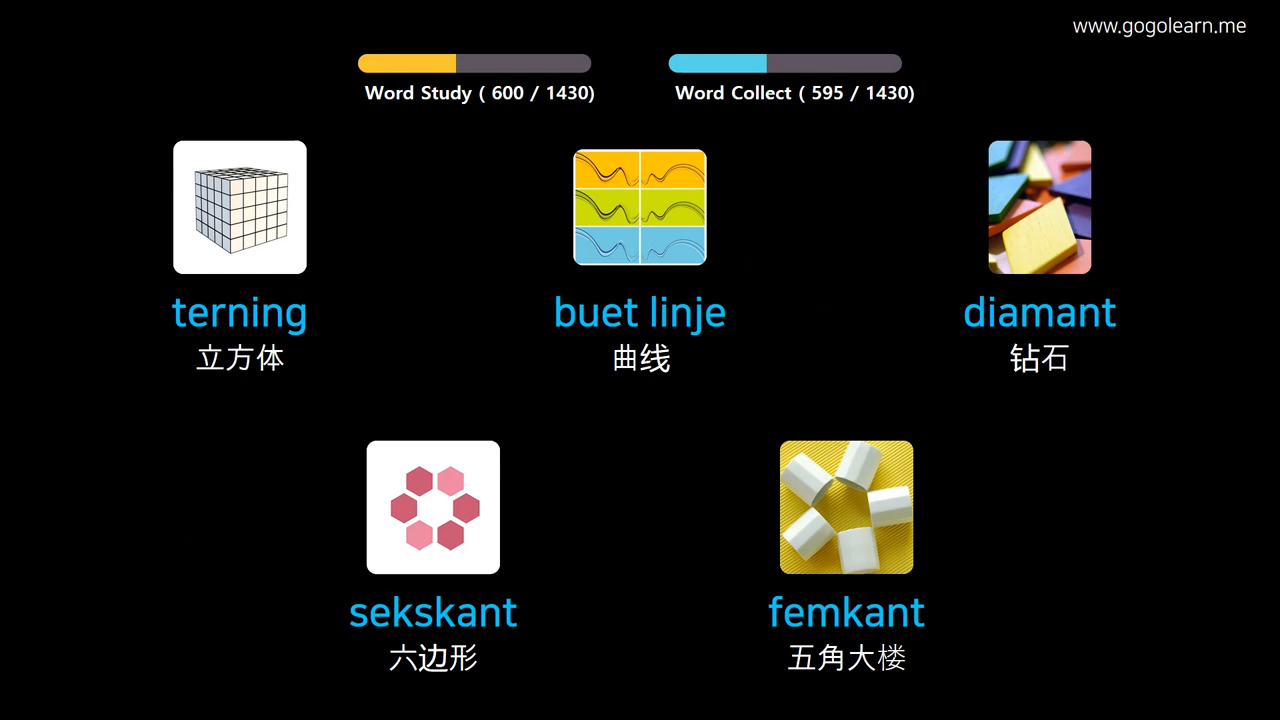 www.gogolearn.me
Word Study ( 600 / 1430)
Word Collect ( 595 / 1430)
terning
立方体
buet linje
曲线
diamant
钻石
sekskant
六边形
femkant
五角大楼